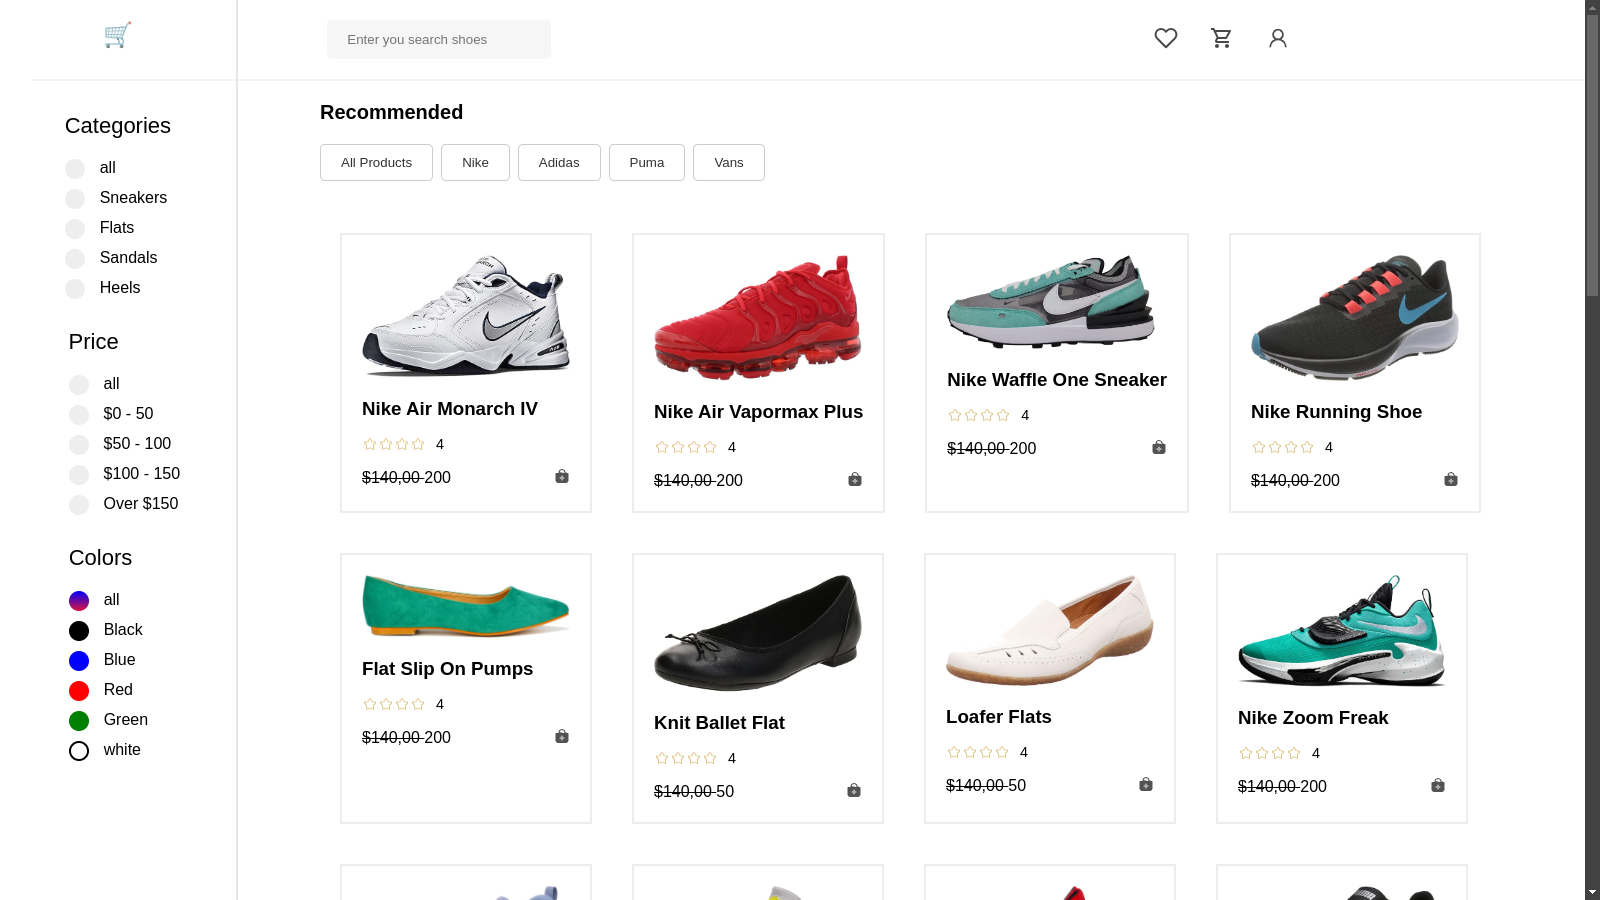 Enter you search shoes
Categories
all
Sneakers
Flats
Sandals
Heels
Price
all
$0 - 50
$50 - 100
$100 - 150
Over $150
Colors
all
Black
Blue
Red
Green
white
Recommended
All Products
Nike
Adidas
Puma
Vans
Nike Air Monarch IV
4
$140,00 200
Nike Air Vapormax Plus
4
$140,00 200
Nike Waffle One Sneaker
4
$140,00 200
Nike Running Shoe
4
$140,00 200
Flat Slip On Pumps
4
$140,00 200
Knit Ballet Flat
4
$140,00 50
Loafer Flats
4
$140,00 50
Nike Zoom Freak
4
$140,00 200